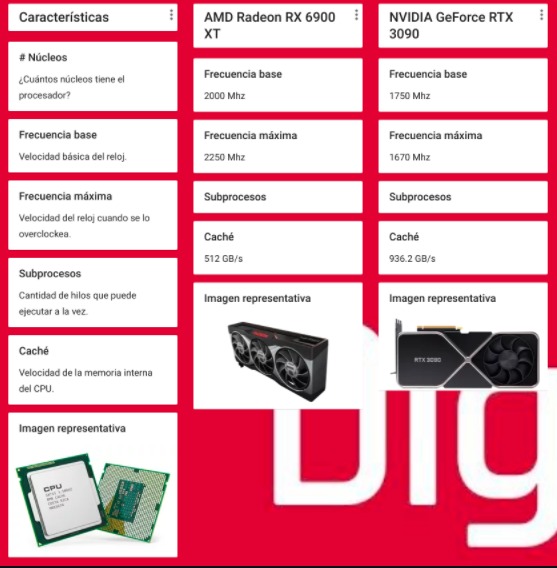 Características
# Núcleos
¿Cuántos núcleos tiene el
procesador?
Frecuencia base
Velocidad básica del reloj.
Frecuencia máxima
Velocidad del reloj cuando se lo
overclockea.
Subprocesos
Cantidad de hilos que puede
ejecutar a la vez.
Caché
Velocidad de la memoria interna
del CPU.
Imagen representativa
CPU
AMD Radeon RX 6900
XT
Frecuencia base
2000 Mhz
Frecuencia máxima
2250 Mhz
Subprocesos
Caché
512 GB/s
Imagen representativa
NVIDIA GeForce RTX
3090
Frecuencia base
1750 Mhz
Frecuencia máxima
1670 Mhz
Subprocesos
Caché
936.2 GB/s
Imagen representativa
RTX 3090
Dig